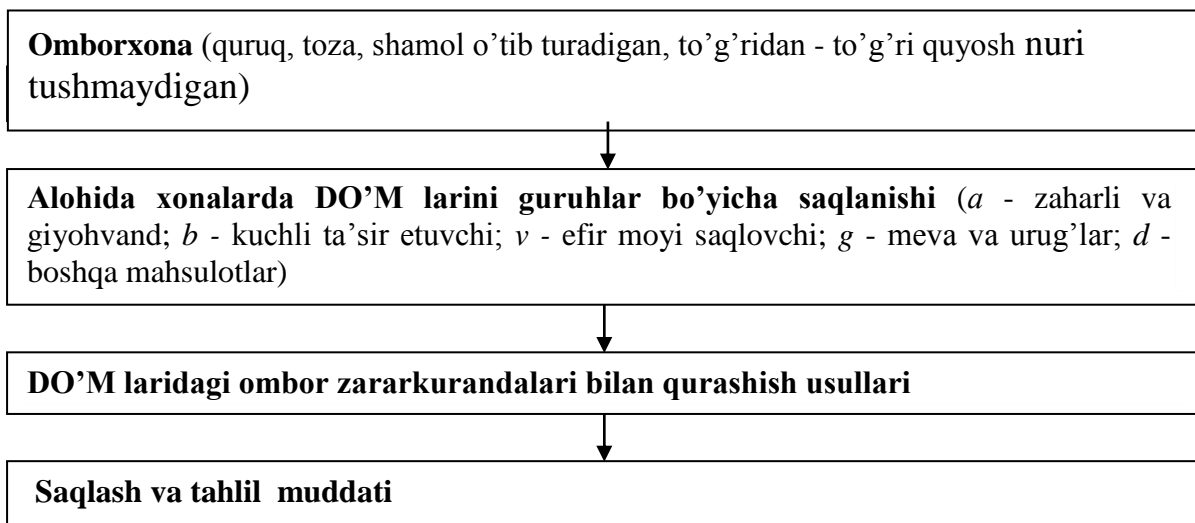 Omborxona (quruq, toza, shamol o’tib turadigan, to’g’ridan - to’g’ri quyosh nuri
tushmaydigan)
Alohida xonalarda DO’M larini guruhlar bo’yicha saqlanishi (a - zaharli va
giyohvand; b - kuchli ta’sir etuvchi; v - efir moyi saqlovchi; g - meva va urug’lar; d -
boshqa mahsulotlar)
DO’M laridagi ombor zararkurandalari bilan qurashish usullari
Saqlash va tahlil muddati